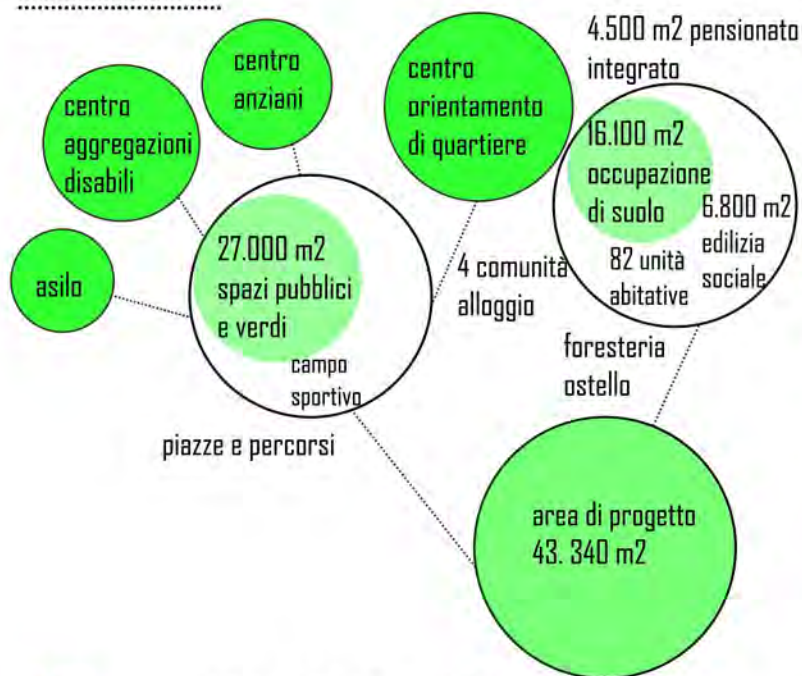 4.500 m2 pensionato
integrato
centro
anziani
centro
orientamento
di quartiere
centro
aggregazioni
disabili
16.100 m2
occupazione
di suolo
6.800 m2
edilizia
sociale
82 unità
abitative
27.000 m2
spazi pubblici
e verdi
4 comunità
alloggio
asilo
campo
sportivo
foresteria
ostello
piazze e percorsi
area di progetto
43. 340 m2